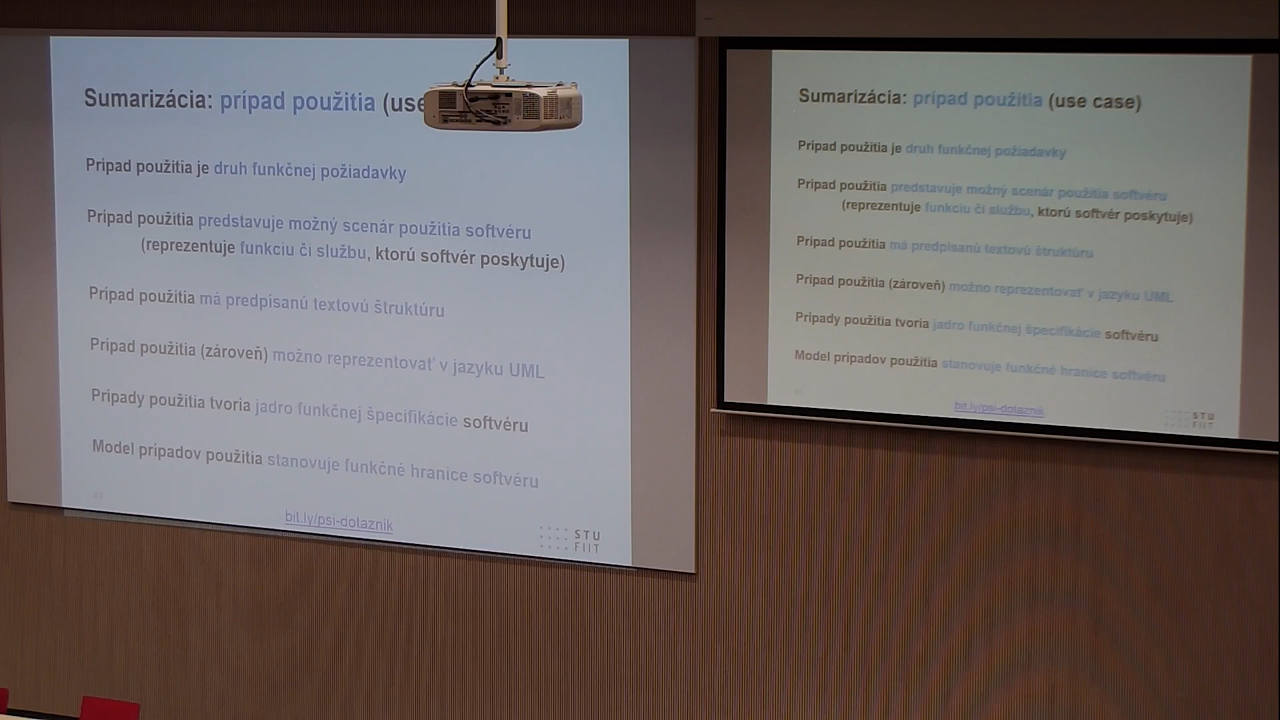 Sumarizácia: prípad použitia (use
Prípad použitia je druh funkčnej požiadavky
Prípad použitia predstavuje možný scenár použitia softvéru
(reprezentuje funkciu či službu, ktorú softvér poskytuje)
Prípad použitia má predpísanú textovú štruktúru
Prípad použitia (zároveň) možno reprezentovať v jazyku UML
Prípady použitia tvoria jadro funkčnej špecifikácie softvéru
Model prípadov použitia stanovuje funkčné hranice softvéru
bit.ly/psi-dotaznik
STU
FIIT
Sumarizácia: prípad použitia (use case)
Prípad použitia je druh funkčnej požiadavky
Prípad použitia predstavuje možný scenár použitia softvéru
(reprezentuje funkciu či službu, ktorú softvér poskytuje)
Prípad použitia má predpísanú textovú štruktúru
Prípad použitia (zároveň) možno reprezentovať v jazyku UML
Prípady použitia tvoria jadro funkčnej špecifikácie softvéru
Model prípadov použitia stanovuje funkčné hranice softvéru
bit.ly/psi-dotaznik
STU
FIIT